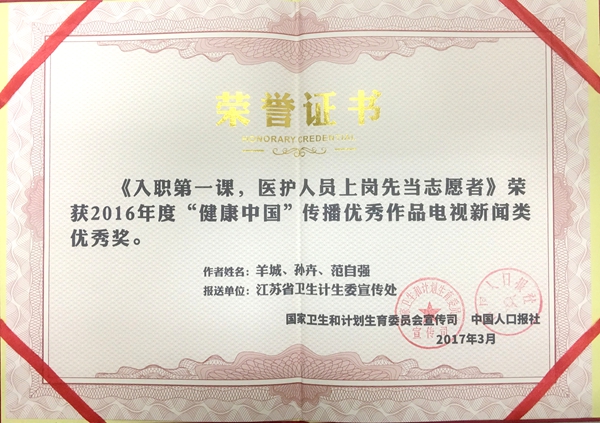 荣誉证书
HONORARY CREDENTIAL
《入职第一课，医护人员上岗先当志愿者》荣
获2016年度“健康中国”传播优秀作品电视新闻类
优秀奖。
作者姓名：羊城、孙卉、范自强
报送单位：江苏省卫生计生委宣传处
国家卫生和计划生育委员会宣传司 中国人口报社
2017年3月
宣传司